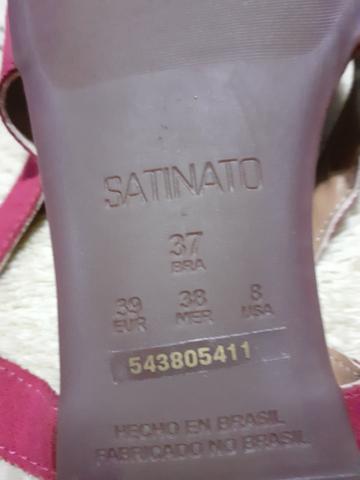 SATINATO
37
BRA
39 38 8
EUR MER USA
543805411
HECHO EN BRASIL
FABRICADO NO BRASIL